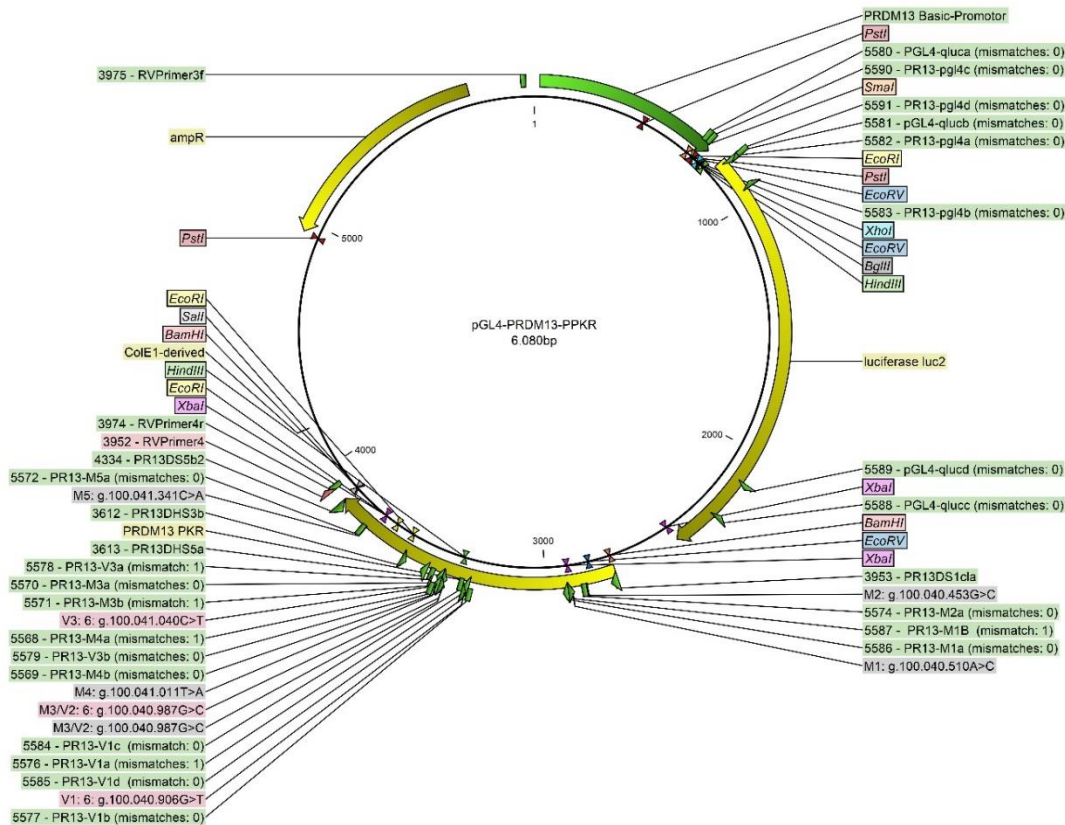 PRDM13 Basic-Promotor
PstI
5580 - PGL4-qluca (mismatches: 0)
5590 - PR13-pgl4c (mismatches: 0)
SmaI
5591 - PR13-pgl4d (mismatches: 0)
5581 - pGL4-qlucb (mismatches: 0)
5582 - PR13-pgl4a (mismatches: 0)
EcoRI
PstI
EcoRV
5583 - PR13-pgl4b (mismatches: 0)
XhoI
EcoRV
BglII
HindIII
luciferase luc2
5589 - pGL4-qlucd (mismatches: 0)
XbaI
5588 - PGL4-qlucc (mismatches: 0)
BamHI
EcoRV
XbaI
3953 - PR13DS1cla
M2: g.100.040.453G>C
5574 - PR13-M2a (mismatches: 0)
5587 - PR13-M1B (mismatch: 1)
5586 - PR13-M1a (mismatches: 0)
M1: g.100.040.510A>C
3975 - RVPrimer3f
ampR
PstI
EcoRI
SalI
BamHI
ColE1-derived
HindIII
EcoRI
XbaI
3974 - RVPrimer4r
3952 - RVPrimer4
4334 - PR13DS5b2
5572 - PR13-M5a (mismatches: 0)
M5: g.100.041.341C>A
3612 - PR13DHS3b
PRDM13 PKR
3613 - PR13DHS5a
5578 - PR13-V3a (mismatch: 1)
5570 - PR13-M3a (mismatches: 0)
5571 - PR13-M3b (mismatch: 1)
V3: 6: g.100.041.040C>T
5568 - PR13-M4a (mismatches: 1)
5579 - PR13-V3b (mismatches: 0)
5569 - PR13-M4b (mismatches: 0)
M4: g.100.041.011T>A
M3/V2: 6: g.100.040.987G>C
M3/V2: g.100.040.987G>C
5584 - PR13-V1c (mismatch: 0)
5576 - PR13-V1a (mismatches: 1)
5585 - PR13-V1d (mismatch: 0)
V1: 6: g.100.040.906G>T
5577 - PR13-V1b (mismatches: 0)
1
1000
2000
3000
4000
5000
pGL4-PRDM13-PPKR
6.080bp